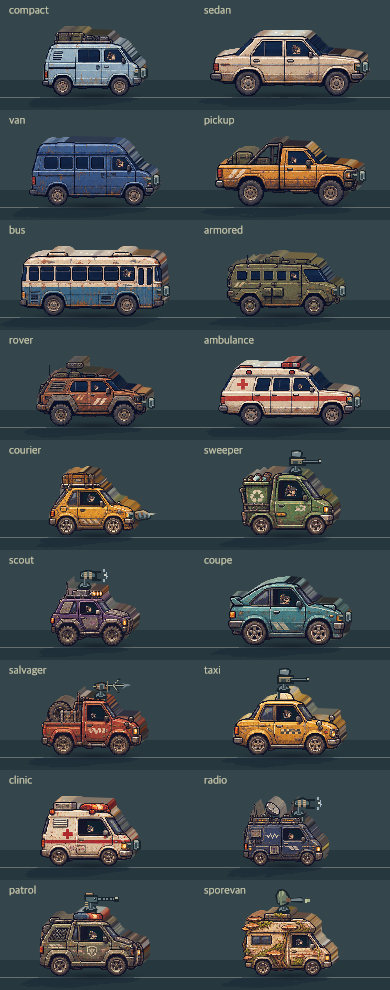 compact
sedan
van
pickup
bus
armored
rover
ambulance
courier
sweeper
scout
coupe
salvager
taxi
clinic
radio
patrol
sporevan